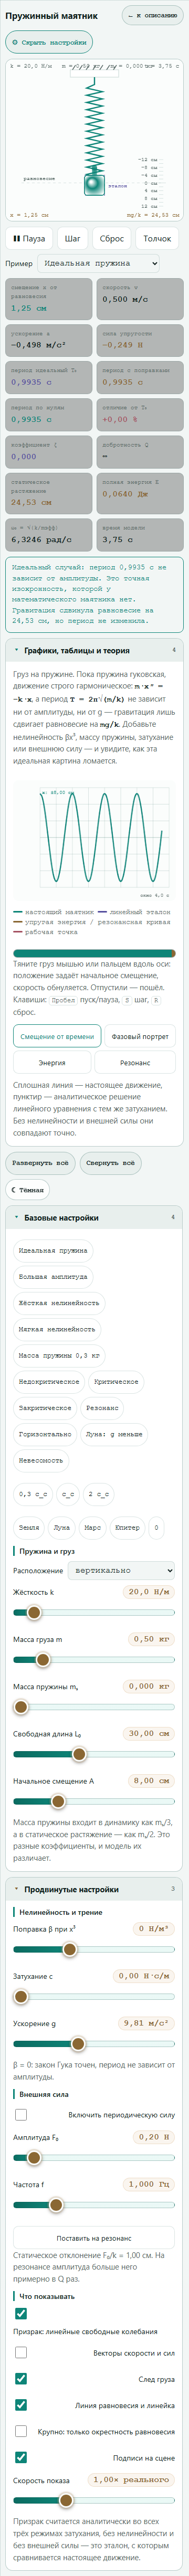 Пружинный маятник
← к описанию
⚙ Скрыть настройки
k = 20,0 Н/м
= 3,75 с
равновесие
эталон
-12 см
-8 см
-4 см
0 см
4 см
8 см
12 см
x = 1,25 см
mg/k = 24,53 см
Пауза
Шаг
Сброс
Толчок
Пример
Идеальная пружина
смещение x от равновесия
1,25 см
скорость v
0,500 м/с
ускорение a
−0,498 м/с²
сила упругости
−0,249 Н
период идеальный T₀
0,9935 с
период с поправками
0,9935 с
период по нулям
0,9935 с
отличие от T₀
+0,00 %
коэффициент ζ
0,000
добротность Q
∞
статическое растяжение
24,53 см
полная энергия E
0,0640 Дж
6,3246 рад/с
время модели
3,75 с
Идеальный случай: период 0,9935 с не
зависит от амплитуды. Это точная
изохронность, которой у
математического маятника нет.
Гравитация сдвинула равновесие на
24,53 см, но период не изменила.
Графики, таблицы и теория
4
Груз на пружине. Пока пружина гуковская,
движение строго гармоническое: m·x″ =
−k·x, а период T = 2π·√(m/k) не зависит
ни от амплитуды, ни от g — гравитация лишь
сдвигает равновесие на mg/k. Добавьте
нелинейность βx³, массу пружины, затухание
или внешнюю силу — и увидите, как эта
идеальная картина ломается.
окно 4,0 с
настоящий маятник
линейный эталон
упругая энергия / резонансная кривая
рабочая точка
Тяните груз мышью или пальцем вдоль оси:
положение задаёт начальное смещение,
скорость обнуляется. Отпустили — пошёл.
Клавиши: Пробел пуск/пауза, S шаг, R
сброс.
Смещение от времени
Фазовый портрет
Энергия
Резонанс
Сплошная линия — настоящее движение,
пунктир — аналитическое решение
линейного уравнения с тем же затуханием.
Без нелинейности и внешней силы они
совпадают точно.
Развернуть всё
Свернуть всё
☾ Тёмная
Базовые настройки
4
Идеальная пружина
Большая амплитуда
Жёсткая нелинейность
Мягкая нелинейность
Масса пружины 0,3 кг
Недокритическое
Критическое
Закритическое
Резонанс
Горизонтально
Луна: g меньше
Невесомость
0,3 c_c
c_c
2 c_c
Земля
Луна
Марс
Юпитер
0
Пружина и груз
Расположение
вертикально
Жёсткость k
20,0 Н/м
Масса груза m
0,50 кг
Масса пружины mₛ
0,000 кг
Свободная длина L₀
30,00 см
Начальное смещение A
8,00 см
Масса пружины входит в динамику как mₛ/3,
а в статическое растяжение — как mₛ/2. Это
разные коэффициенты, и модель их
различает.
Продвинутые настройки
3
Нелинейность и трение
Поправка β при x³
0 Н/м³
Затухание c
0,00 Н·с/м
Ускорение g
9,81 м/с²
β = 0: закон Гука точен, период не зависит от
амплитуды.
Внешняя сила
Включить периодическую силу
Амплитуда F₀
0,20 Н
Частота f
1,000 Гц
Поставить на резонанс
Статическое отклонение F₀/k = 1,00 см. На
резонансе амплитуда больше него
примерно в Q раз.
Что показывать
Призрак: линейные свободные колебания
Векторы скорости и сил
След груза
Линия равновесия и линейка
Крупно: только окрестность равновесия
Подписи на сцене
Скорость показа
1,00× реального
Призрак считается аналитически во всех
трёх режимах затухания, без нелинейности и
без внешней силы — это эталон, с которым
сравнивается настоящее движение.